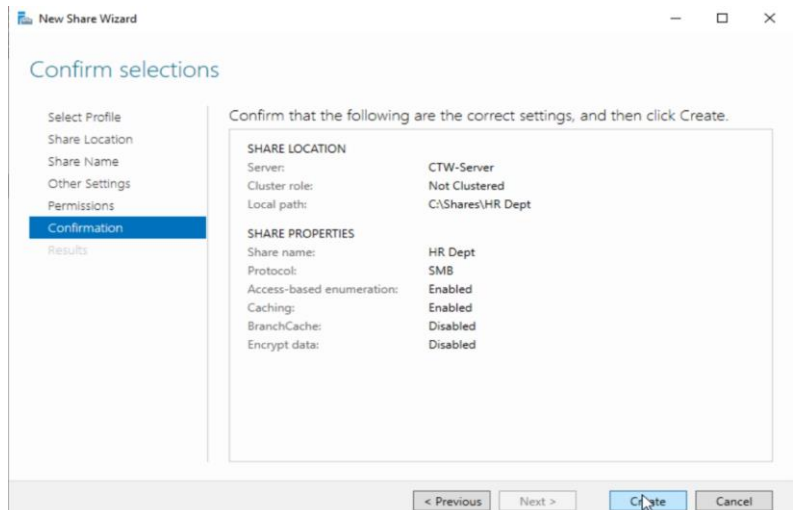 New Share Wizard
Confirm selections
Select Profile
Share Location
Share Name
Other Settings
Permissions
Confirmation
Results
Confirm that the following are the correct settings, and then click Create.
SHARE LOCATION
Server: CTW-Server
Cluster role: Not Clustered
Local path: C:\Shares\HR Dept
SHARE PROPERTIES
Share name: HR Dept
Protocol: SMB
Access-based enumeration: Enabled
Caching: Enabled
BranchCache: Disabled
Encrypt data: Disabled
< Previous Next > Create Cancel